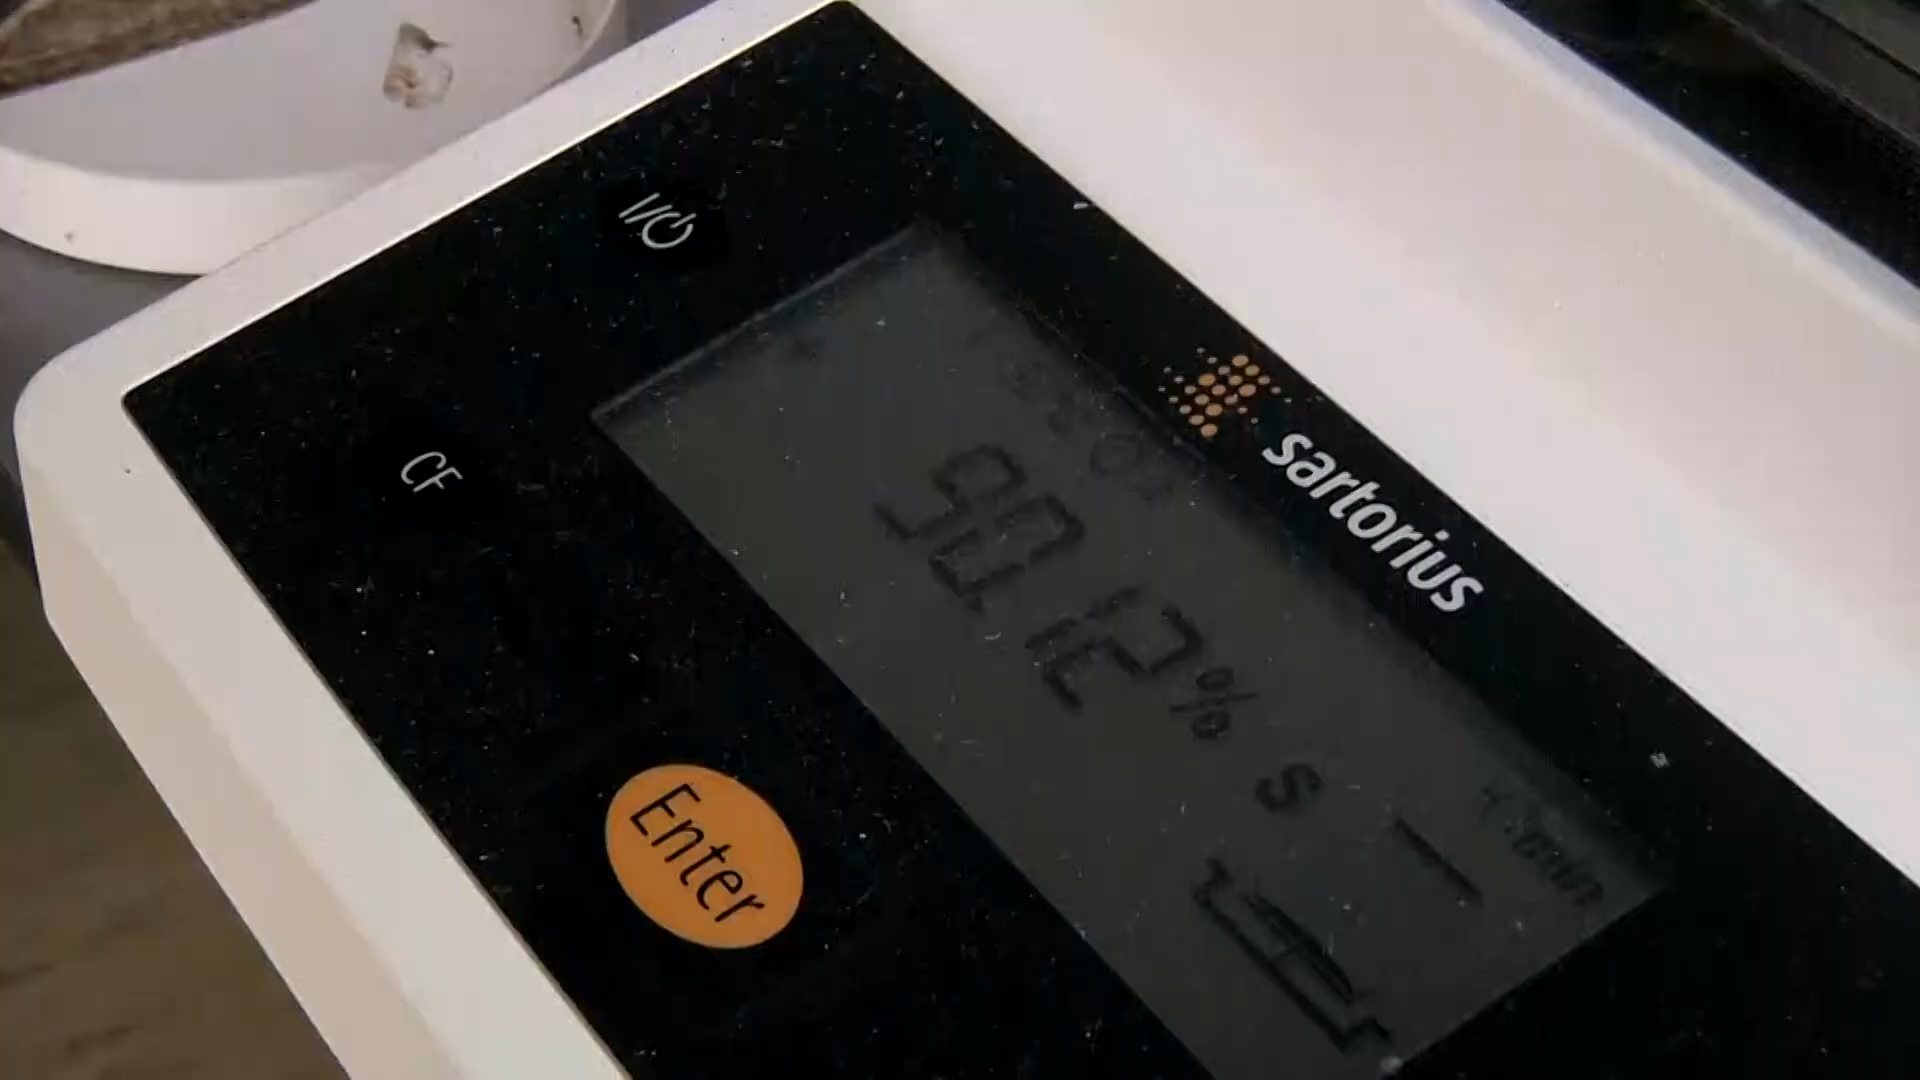 I/
CF
sartorius
90.12% S
Enter